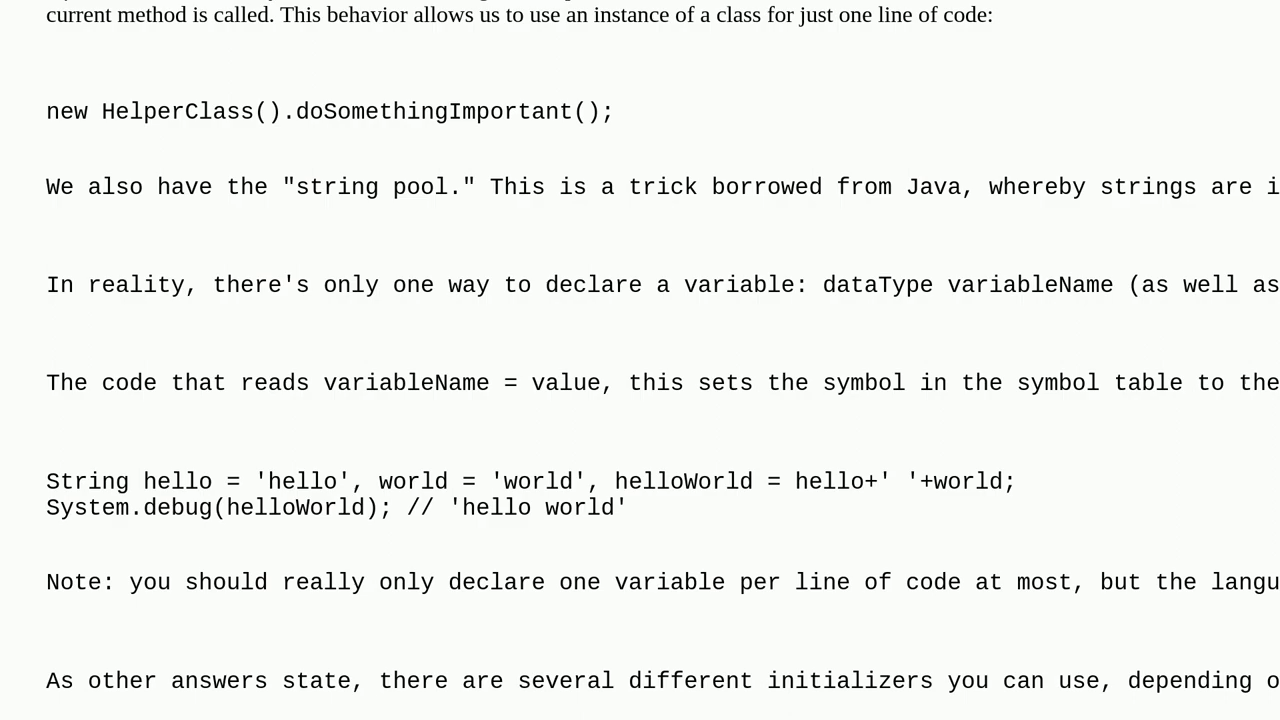 current method is called. This behavior allows us to use an instance of a class for just one line of code:
new HelperClass().doSomethingImportant();
We also have the "string pool." This is a trick borrowed from Java, whereby strings are
In reality, there's only one way to declare a variable: dataType variableName (as well as
The code that reads variableName = value, this sets the symbol in the symbol table to the
String hello = 'hello', world = 'world', helloWorld = hello+' '+world;
System.debug(helloWorld); // 'hello world'
Note: you should really only declare one variable per line of code at most, but the langu
As other answers state, there are several different initializers you can use, depending